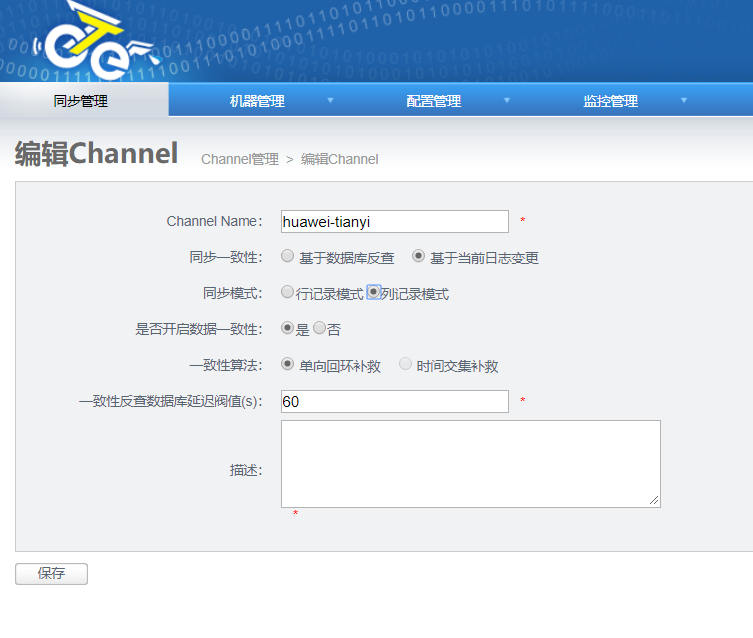 同步管理 机器管理 配置管理 监控管理
编辑Channel Channel管理 > 编辑Channel
Channel Name: huawei-tianyi *
同步一致性: 基于数据库反查 基于当前日志变更
同步模式: 行记录模式 列记录模式
是否开启数据一致性: 是 否
一致性算法: 单向回环补救 时间交集补救
一致性反查数据库延迟阀值(s): 60 *
描述:
*
保存